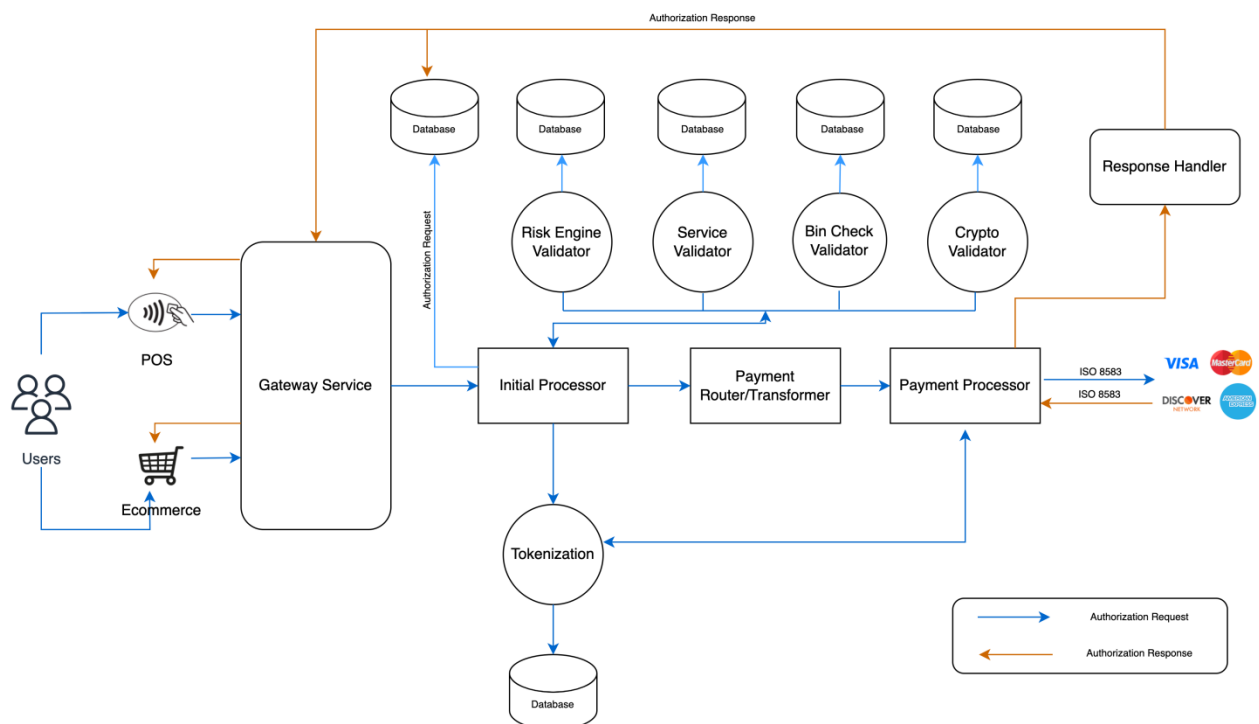 Authorization Response
Database
Database
Database
Database
Database
Response Handler
Risk Engine
Validator
Service
Validator
Bin Check
Validator
Crypto
Validator
Authorization Request
POS
Gateway Service
Initial Processor
Payment
Router/Transformer
Payment Processor
ISO 8583
VISA
MasterCard
ISO 8583
DISCOVER
NETWORK
AMERICAN
EXPRESS
Users
Ecommerce
Tokenization
Authorization Request
Authorization Response
Database